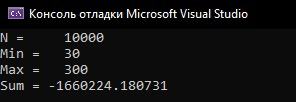 Консоль отладки Microsoft Visual Studio
N =    10000
Min =  30
Max =  300
Sum = -1660224.180731